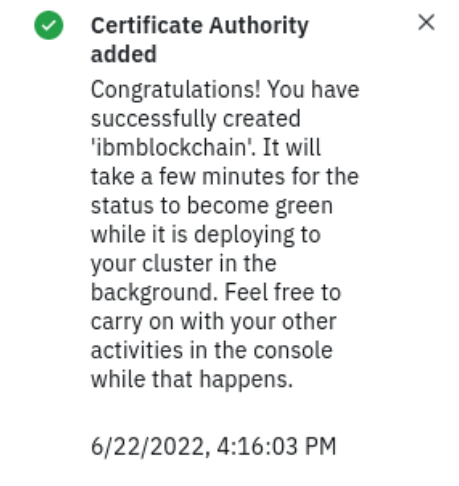 Certificate Authority
added
Congratulations! You have
successfully created
'ibmblockchain'. It will
take a few minutes for the
status to become green
while it is deploying to
your cluster in the
background. Feel free to
carry on with your other
activities in the console
while that happens.
6/22/2022, 4:16:03 PM